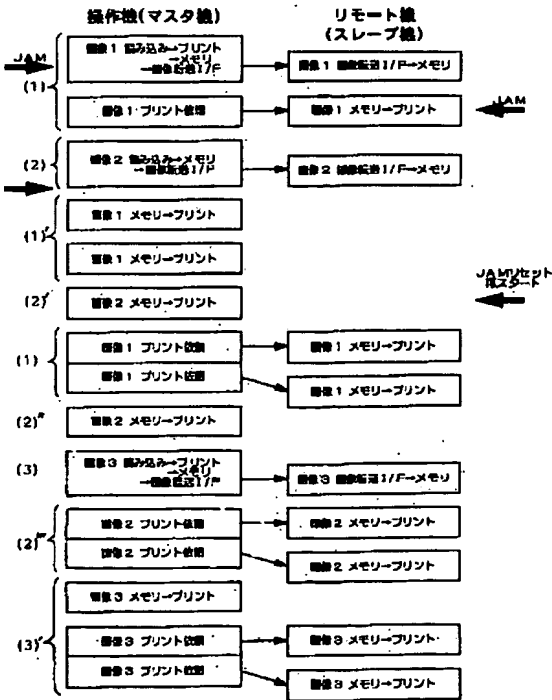 操作機(マスタ機)
リモート機
(スレーブ機)
JAM
(1)
画像1 読み込み→プリント
→メモリ
→画像転送I/F
画像1 画像転送I/F→メモリ
画像1 プリント依頼
画像1 メモリ→プリント
JAM
(2)
画像2 読み込み→メモリ
→画像転送I/F
画像2 画像転送I/F→メモリ
(1)'
画像1 メモリ→プリント
画像1 メモリ→プリント
JAMリセット
再スタート
(2)'
画像2 メモリ→プリント
(1)
画像1 プリント依頼
画像1 メモリ→プリント
画像1 プリント依頼
画像1 メモリ→プリント
(2)"
画像2 メモリ→プリント
(3)
画像3 読み込み→プリント
→メモリ
→画像転送I/F
画像3 画像転送I/F→メモリ
(2)"'
画像2 プリント依頼
画像2 メモリ→プリント
画像2 プリント依頼
画像2 メモリ→プリント
(3)'
画像3 メモリ→プリント
画像3 プリント依頼
画像3 メモリ→プリント
画像3 プリント依頼
画像3 メモリ→プリント